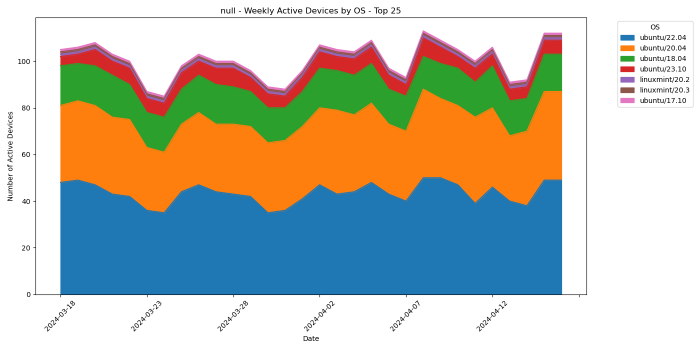 null - Weekly Active Devices by OS - Top 25
OS
ubuntu/22.04
ubuntu/20.04
ubuntu/18.04
ubuntu/23.10
linuxmint/20.2
linuxmint/20.3
ubuntu/17.10
Number of Active Devices
100
80
60
40
20
0
2024-03-18
2024-03-23
2024-03-28
2024-04-02
2024-04-07
2024-04-12
Date